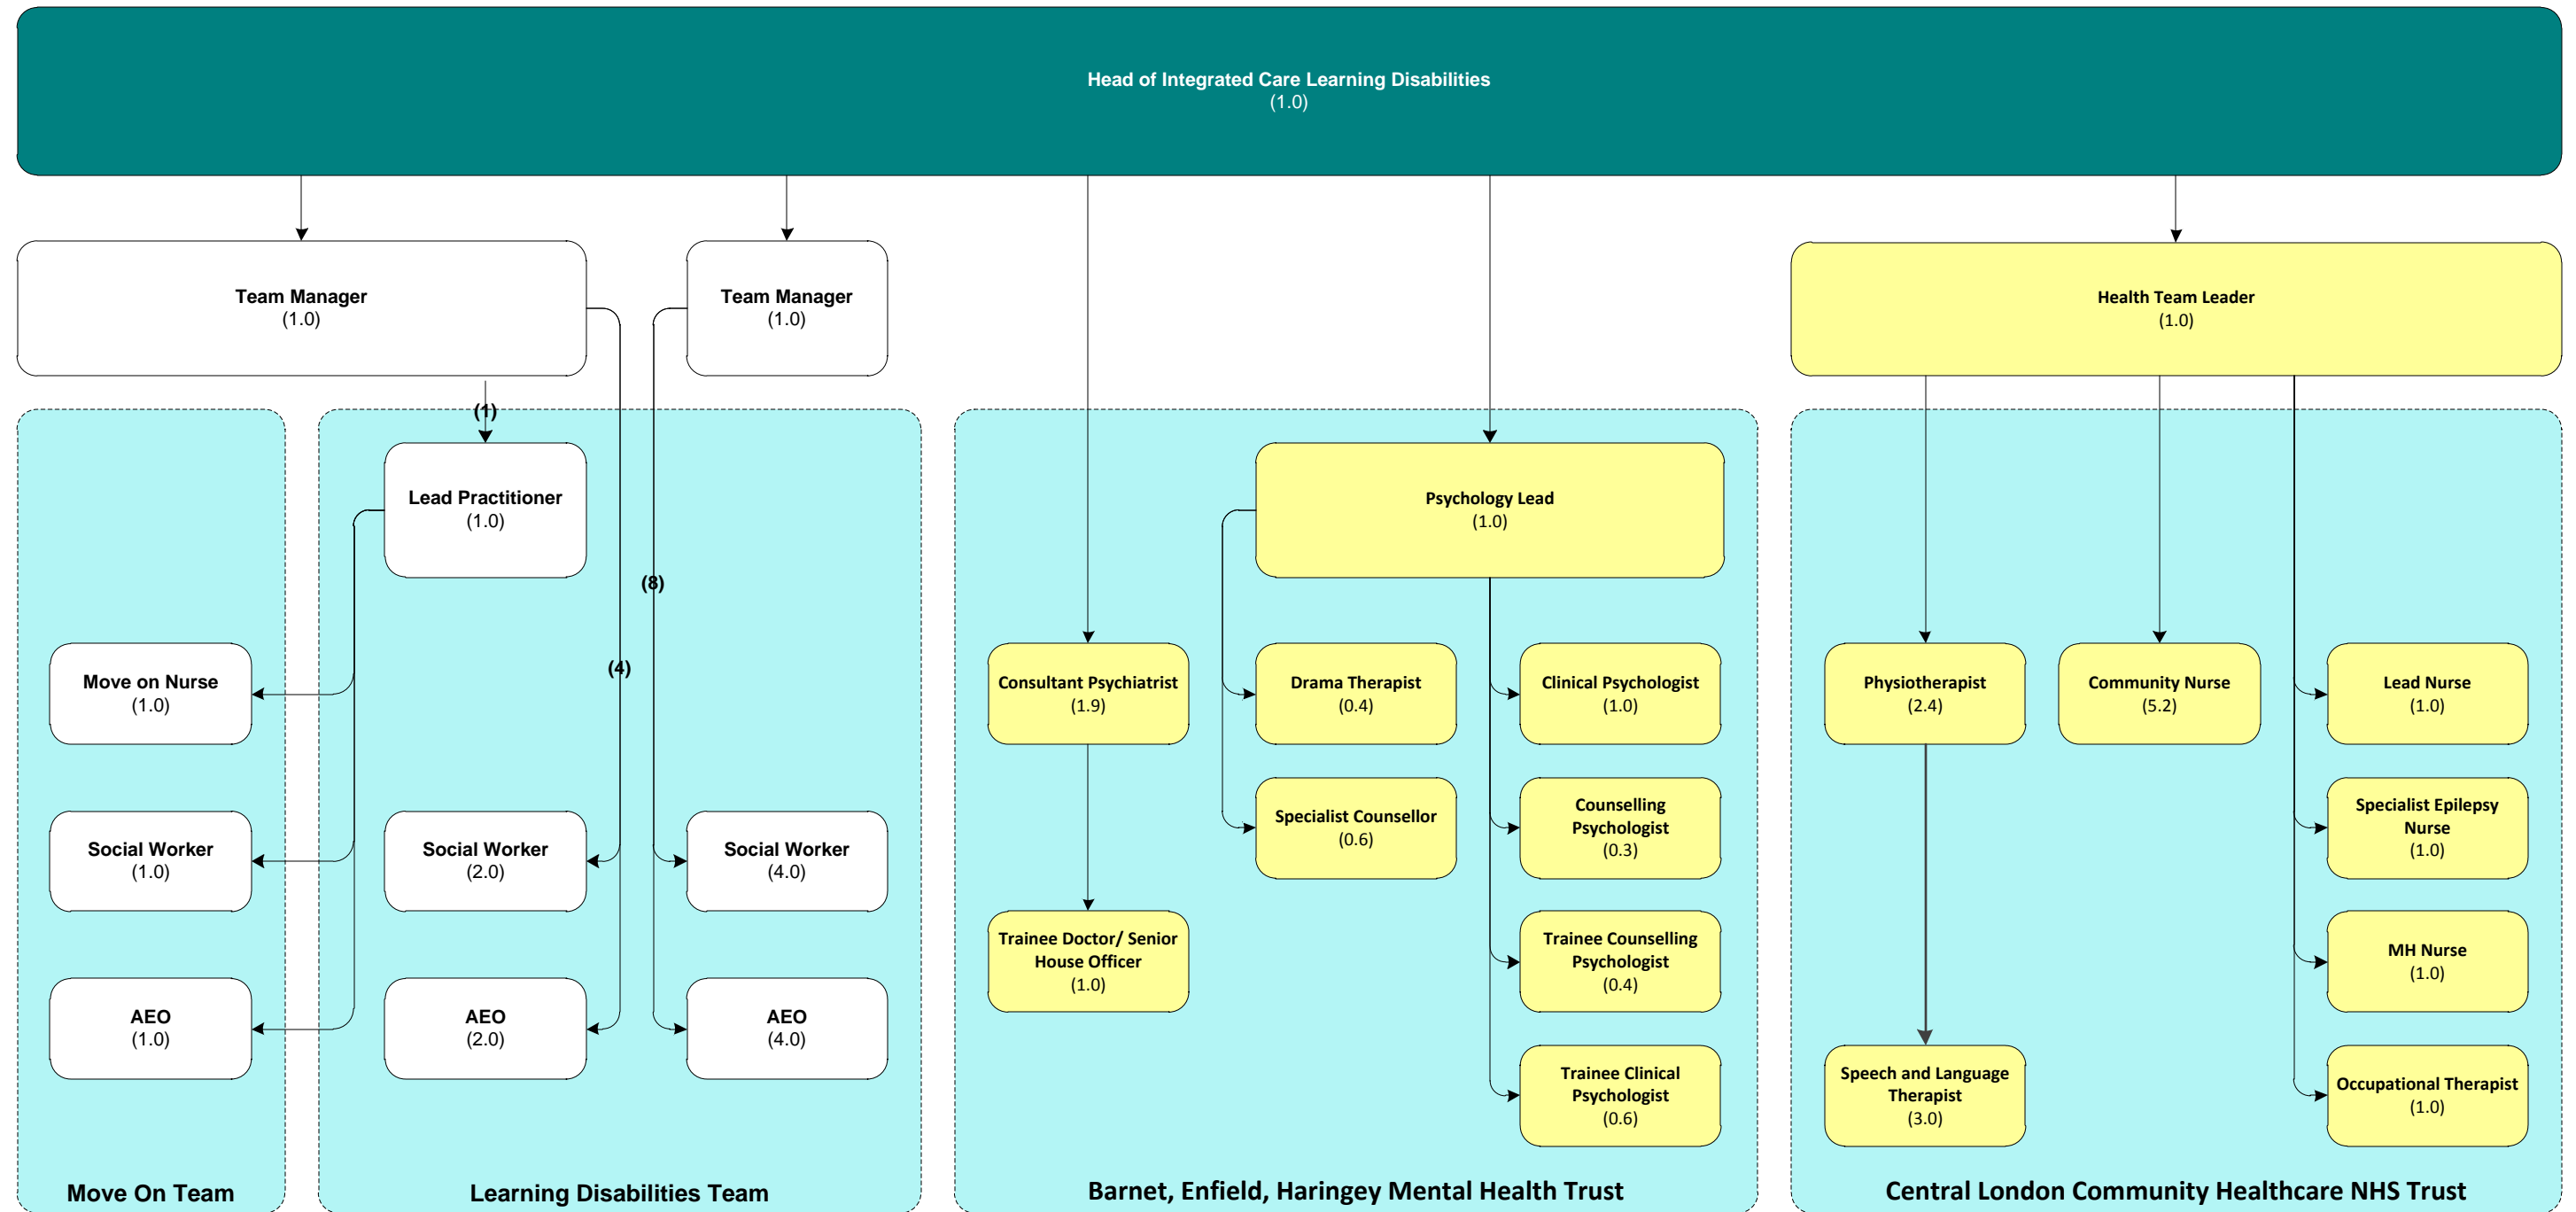 Head of Integrated Care Learning Disabilities
(1.0)
Team Manager
(1.0)
Team Manager
(1.0)
Health Team Leader
(1.0)
(1)
Lead Practitioner
(1.0)
Psychology Lead
(1.0)
(8)
(4)
Move on Nurse
(1.0)
Consultant Psychiatrist
(1.9)
Drama Therapist
(0.4)
Clinical Psychologist
(1.0)
Physiotherapist
(2.4)
Community Nurse
(5.2)
Lead Nurse
(1.0)
Social Worker
(1.0)
Social Worker
(2.0)
Social Worker
(4.0)
Specialist Counsellor
(0.6)
Counselling
Psychologist
(0.3)
Specialist Epilepsy
Nurse
(1.0)
Trainee Doctor/ Senior
House Officer
(1.0)
Trainee Counselling
Psychologist
(0.4)
MH Nurse
(1.0)
AEO
(1.0)
AEO
(2.0)
AEO
(4.0)
Trainee Clinical
Psychologist
(0.6)
Speech and Language
Therapist
(3.0)
Occupational Therapist
(1.0)
Move On Team
Learning Disabilities Team
Barnet, Enfield, Haringey Mental Health Trust
Central London Community Healthcare NHS Trust